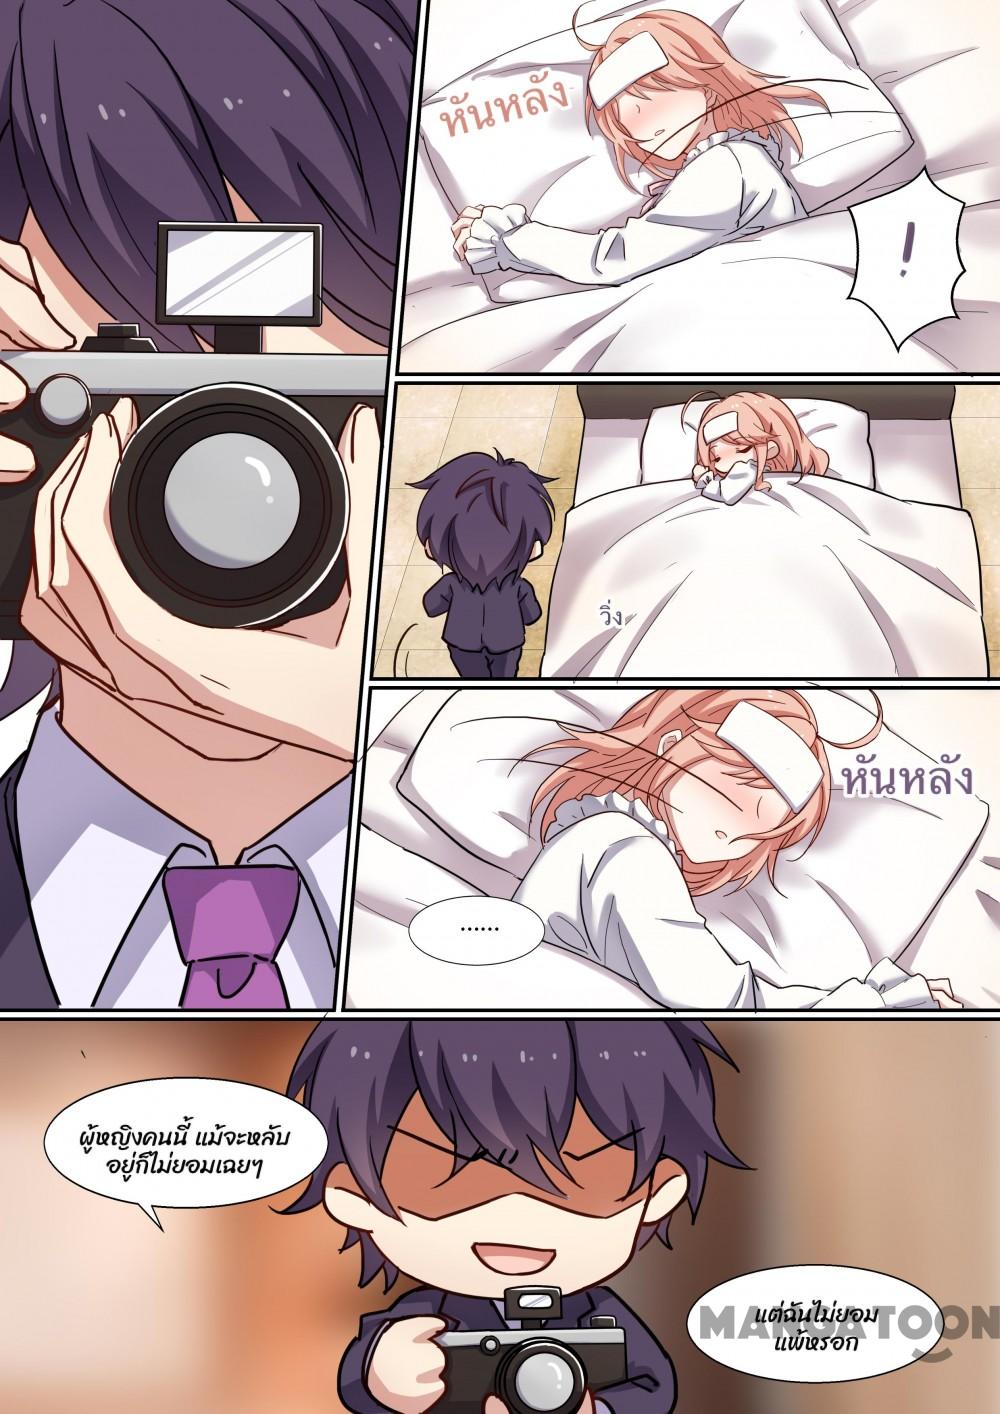 หันหลัง
!
วิ่ง
หันหลัง
......
ผู้หญิงคนนี้ แม้จะหลับ
อยู่ก็ไม่ยอมเฉยๆ
แต่ฉันไม่ยอม
แพ้หรอก
MANGATOON